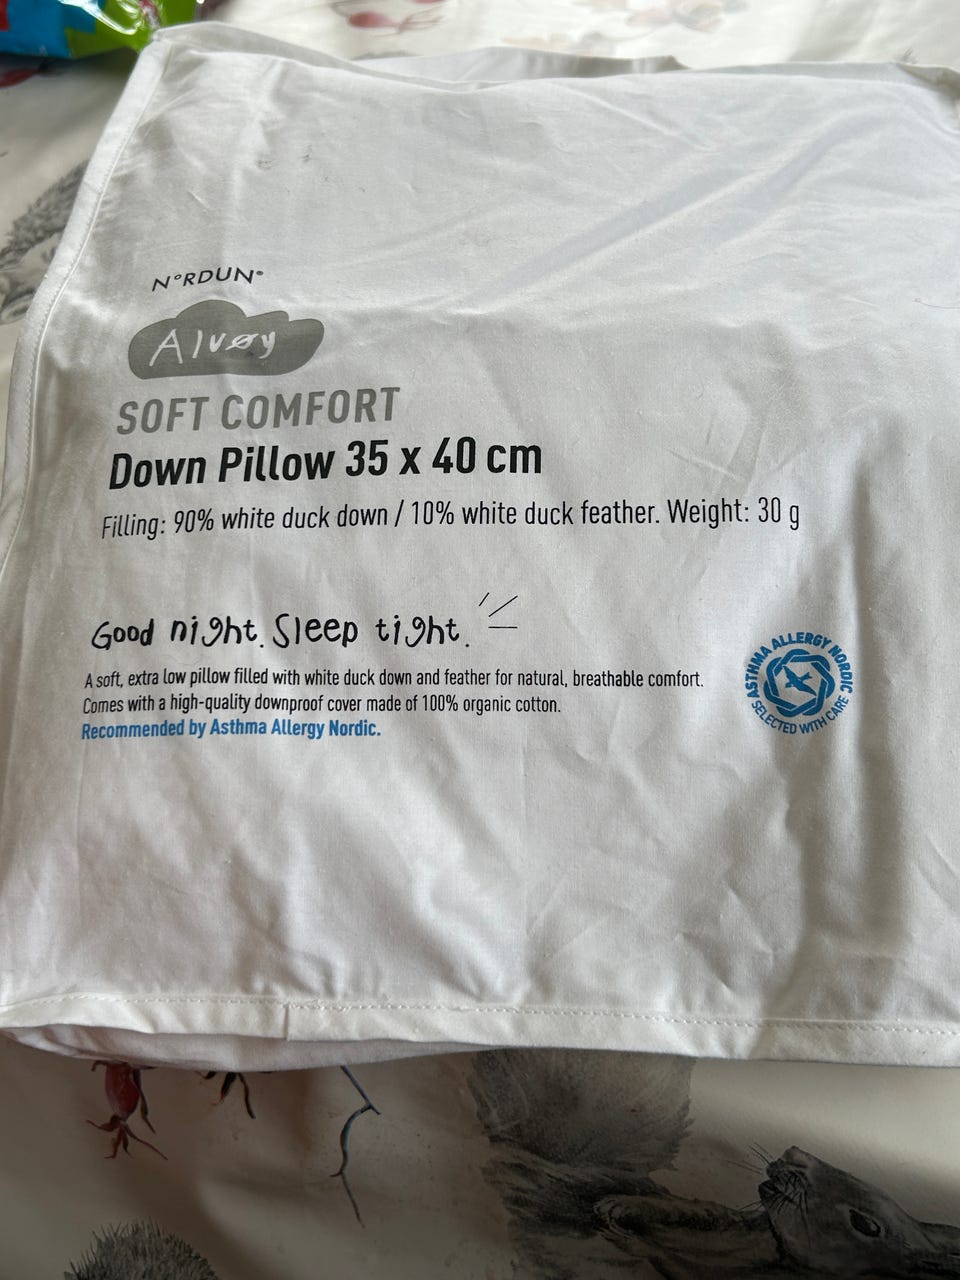 N°RDUN®
Alvøy
SOFT COMFORT
Down Pillow 35 x 40 cm
Filling: 90% white duck down / 10% white duck feather. Weight: 30 g
Good night. Sleep tight.
A soft, extra low pillow filled with white duck down and feather for natural, breathable comfort.
Comes with a high-quality downproof cover made of 100% organic cotton.
Recommended by Asthma Allergy Nordic.
ASTHMA ALLERGY NORDIC
SELECTED WITH CARE